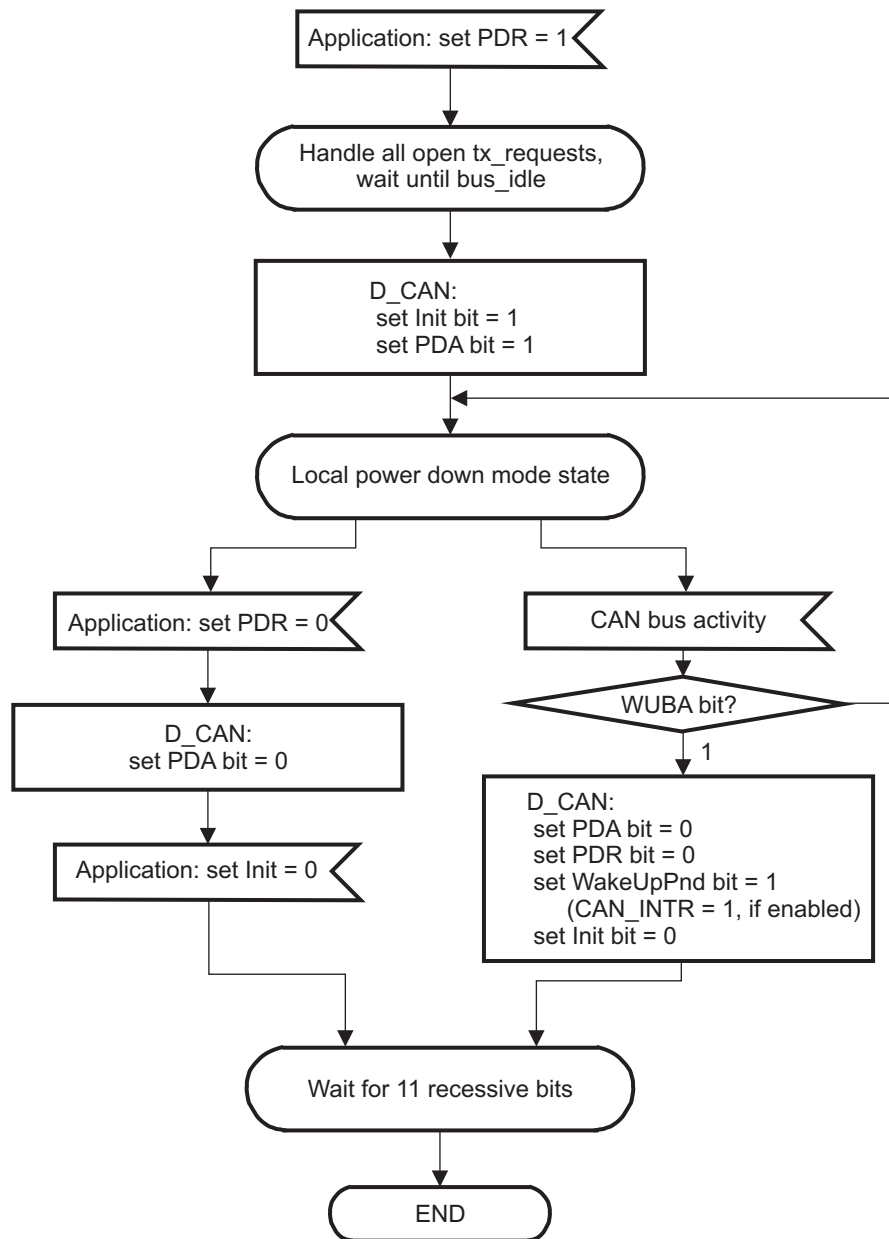 Application: set PDR = 1
Handle all open tx_requests,
wait until bus_idle
D_CAN:
set Init bit = 1
set PDA bit = 1
Local power down mode state
Application: set PDR = 0
D_CAN:
set PDA bit = 0
Application: set Init = 0
CAN bus activity
WUBA bit?
1
D_CAN:
set PDA bit = 0
set PDR bit = 0
set WakeUpPnd bit = 1
(CAN_INTR = 1, if enabled)
set Init bit = 0
Wait for 11 recessive bits
END